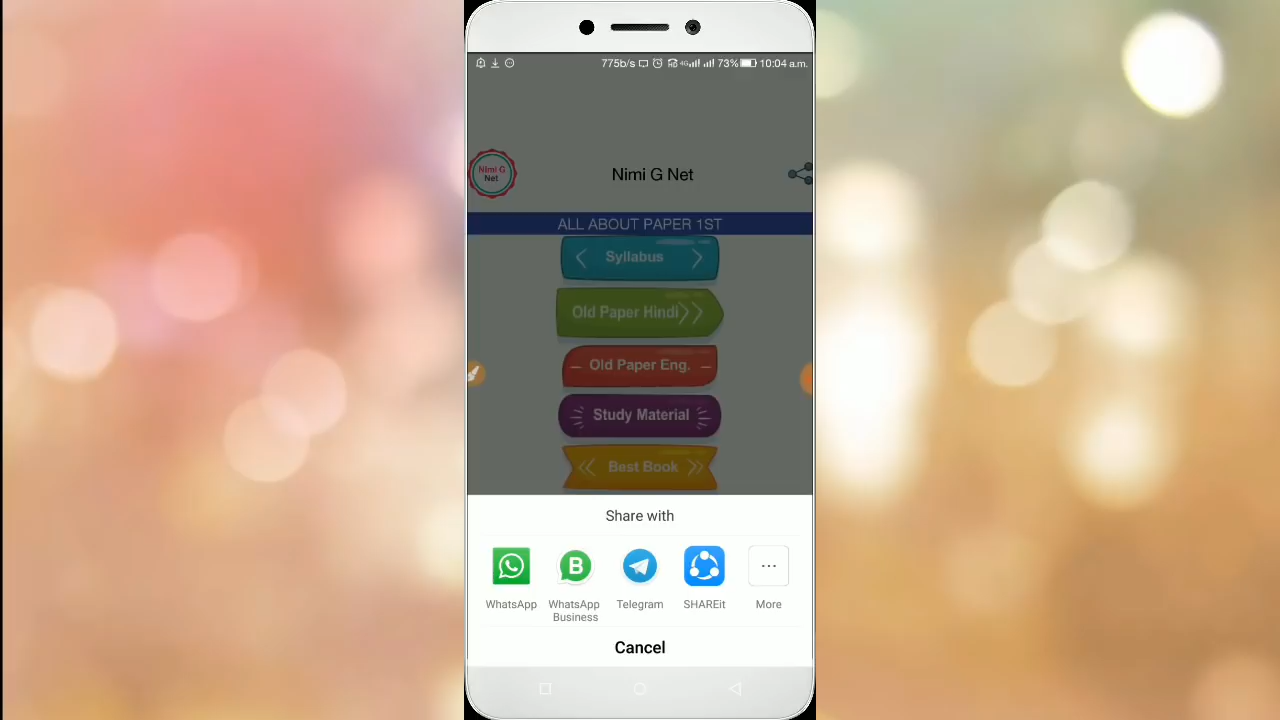 775b/s 4G 73% 10:04 a.m.
Nimi G
Net
Nimi G Net
ALL ABOUT PAPER 1ST
Syllabus
Old Paper Hindi
Old Paper Eng.
Study Material
Best Book
Share with
WhatsApp
WhatsApp Business
Telegram
SHAREit
More
Cancel